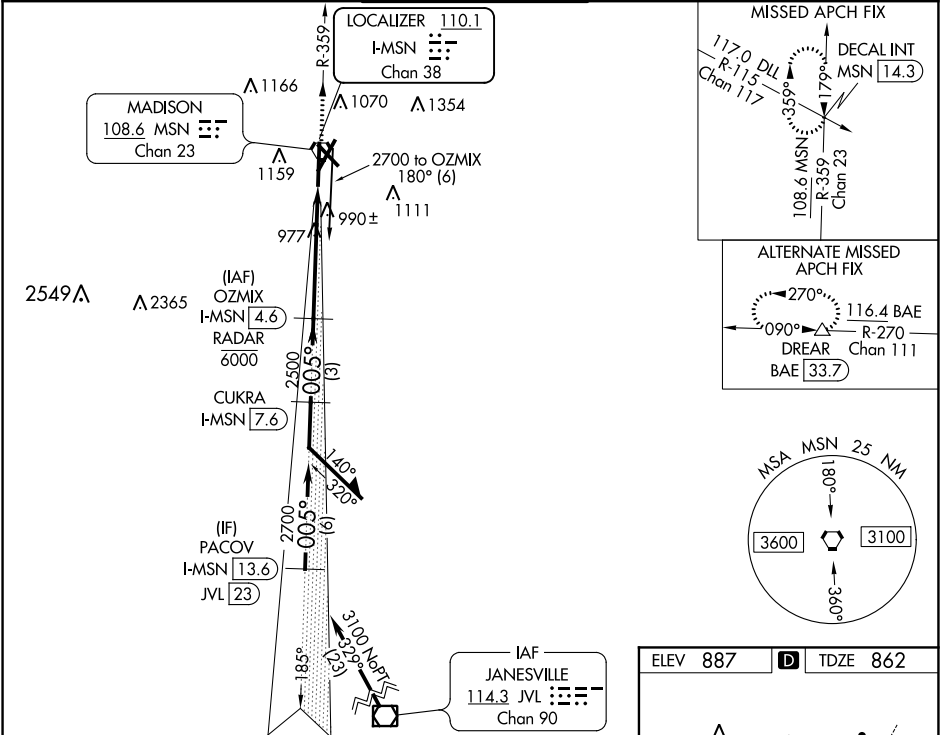 LOCALIZER 110.1
I-MSN
Chan 38
R-359
1166
1070
1354
MADISON
108.6 MSN
Chan 23
1159
2700 to OZMIX
180° (6)
1111
990±
977
2549
2365
(IAF)
OZMIX
I-MSN 4.6
RADAR
6000
2500
005°
(3)
CUKRA
I-MSN 7.6
140°
320°
2700
005°
(6)
(IF)
PACOV
I-MSN 13.6
JVL 23
185°
3100 NoPT
329°
(23)
IAF
JANESVILLE
114.3 JVL
Chan 90
MISSED APCH FIX
117.0 DLL
R-115
Chan 117
359°
179°
DECAL INT
MSN 14.3
108.6 MSN
R-359
Chan 23
ALTERNATE MISSED
APCH FIX
270°
090°
116.4 BAE
R-270
Chan 111
DREAR
BAE 33.7
MSA MSN 25 NM
180°
3600
3100
360°
ELEV 887 D TDZE 862